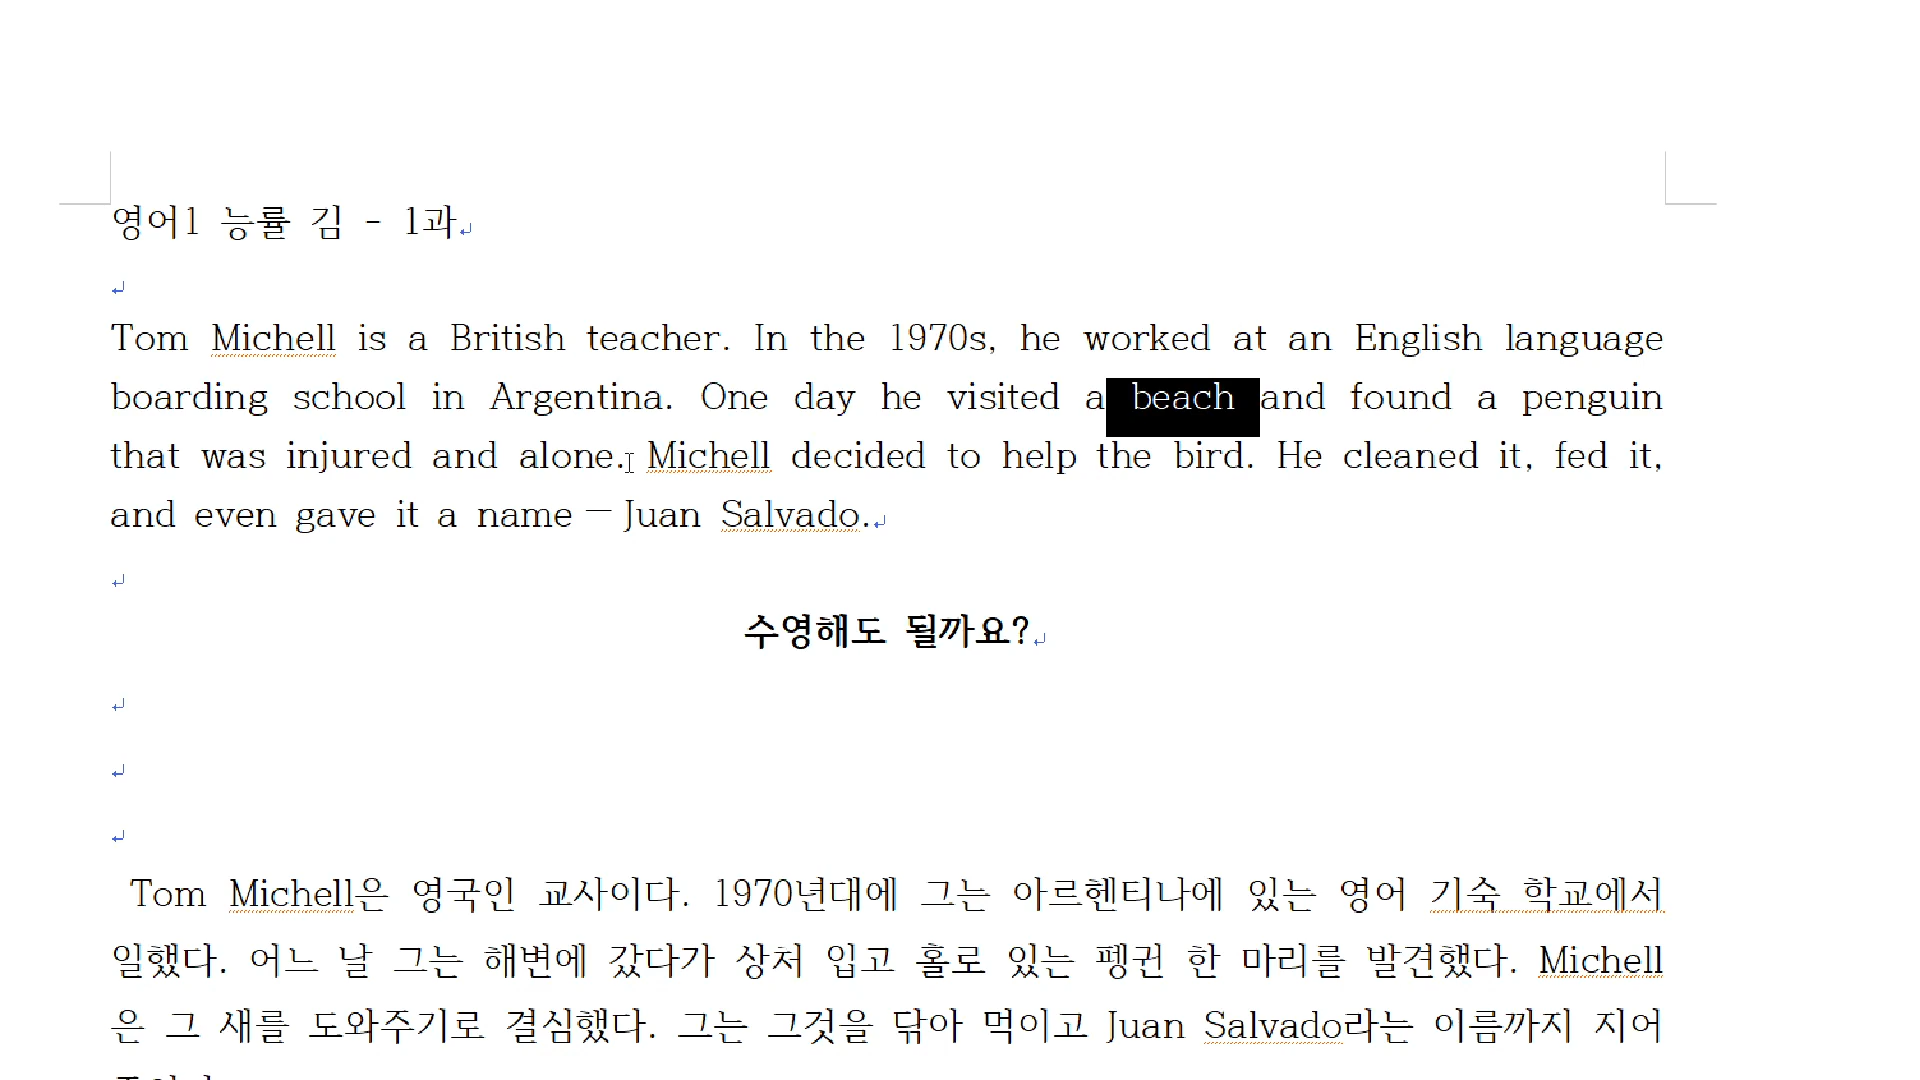 영어1 능률 김 - 1과
Tom Michell is a British teacher. In the 1970s, he worked at an English language
boarding school in Argentina. One day he visited a beach and found a penguin
that was injured and alone. Michell decided to help the bird. He cleaned it, fed it,
and even gave it a name ─ Juan Salvado.
수영해도 될까요?
Tom Michell은 영국인 교사이다. 1970년대에 그는 아르헨티나에 있는 영어 기숙 학교에서
일했다. 어느 날 그는 해변에 갔다가 상처 입고 홀로 있는 펭귄 한 마리를 발견했다. Michell
은 그 새를 도와주기로 결심했다. 그는 그것을 닦아 먹이고 Juan Salvado라는 이름까지 지어